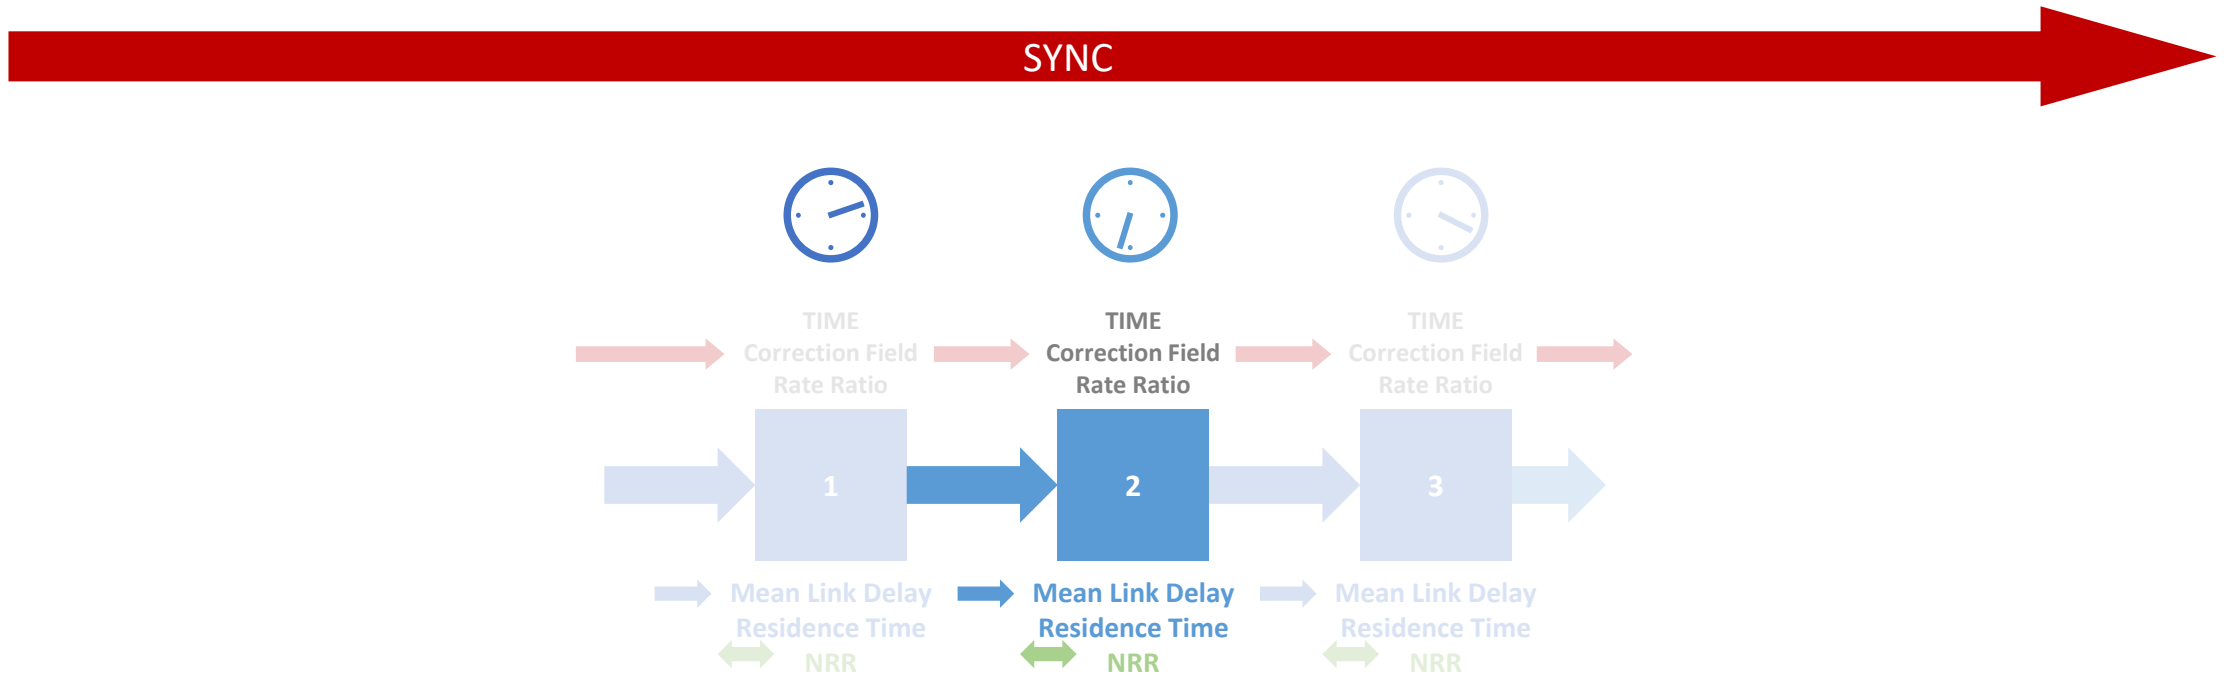 SYNC
TIME
Correction Field
Rate Ratio
TIME
Correction Field
Rate Ratio
TIME
Correction Field
Rate Ratio
1
2
3
Mean Link Delay
Residence Time
NRR
Mean Link Delay
Residence Time
NRR
Mean Link Delay
Residence Time
NRR